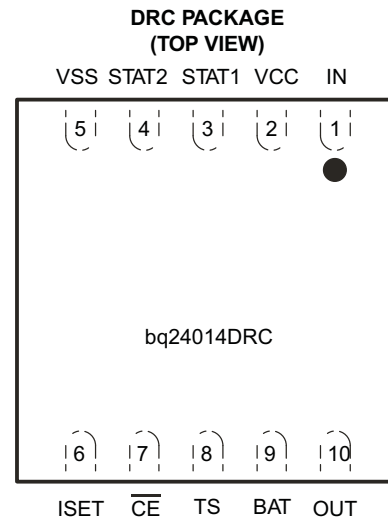 DRC PACKAGE
(TOP VIEW)
VSS STAT2 STAT1 VCC IN
5 4 3 2 1
bq24014DRC
6 7 8 9 10
ISET C̅E̅ TS BAT OUT